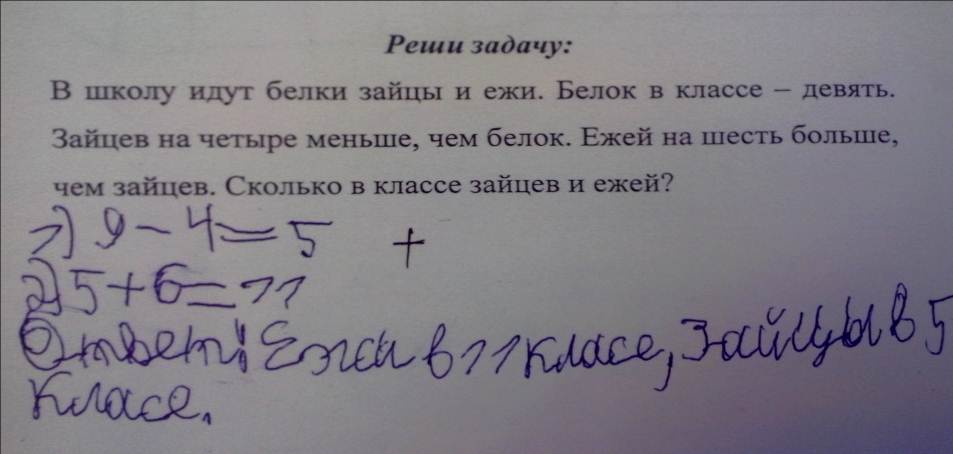 Реши задачу:
В школу идут белки зайцы и ежи. Белок в классе – девять.
Зайцев на четыре меньше, чем белок. Ежей на шесть больше,
чем зайцев. Сколько в классе зайцев и ежей?
1) 9 – 4 = 5 +
2) 5 + 6 = 11
Ответ! Ежи в 11 класе, Зайцы в 5
класе.